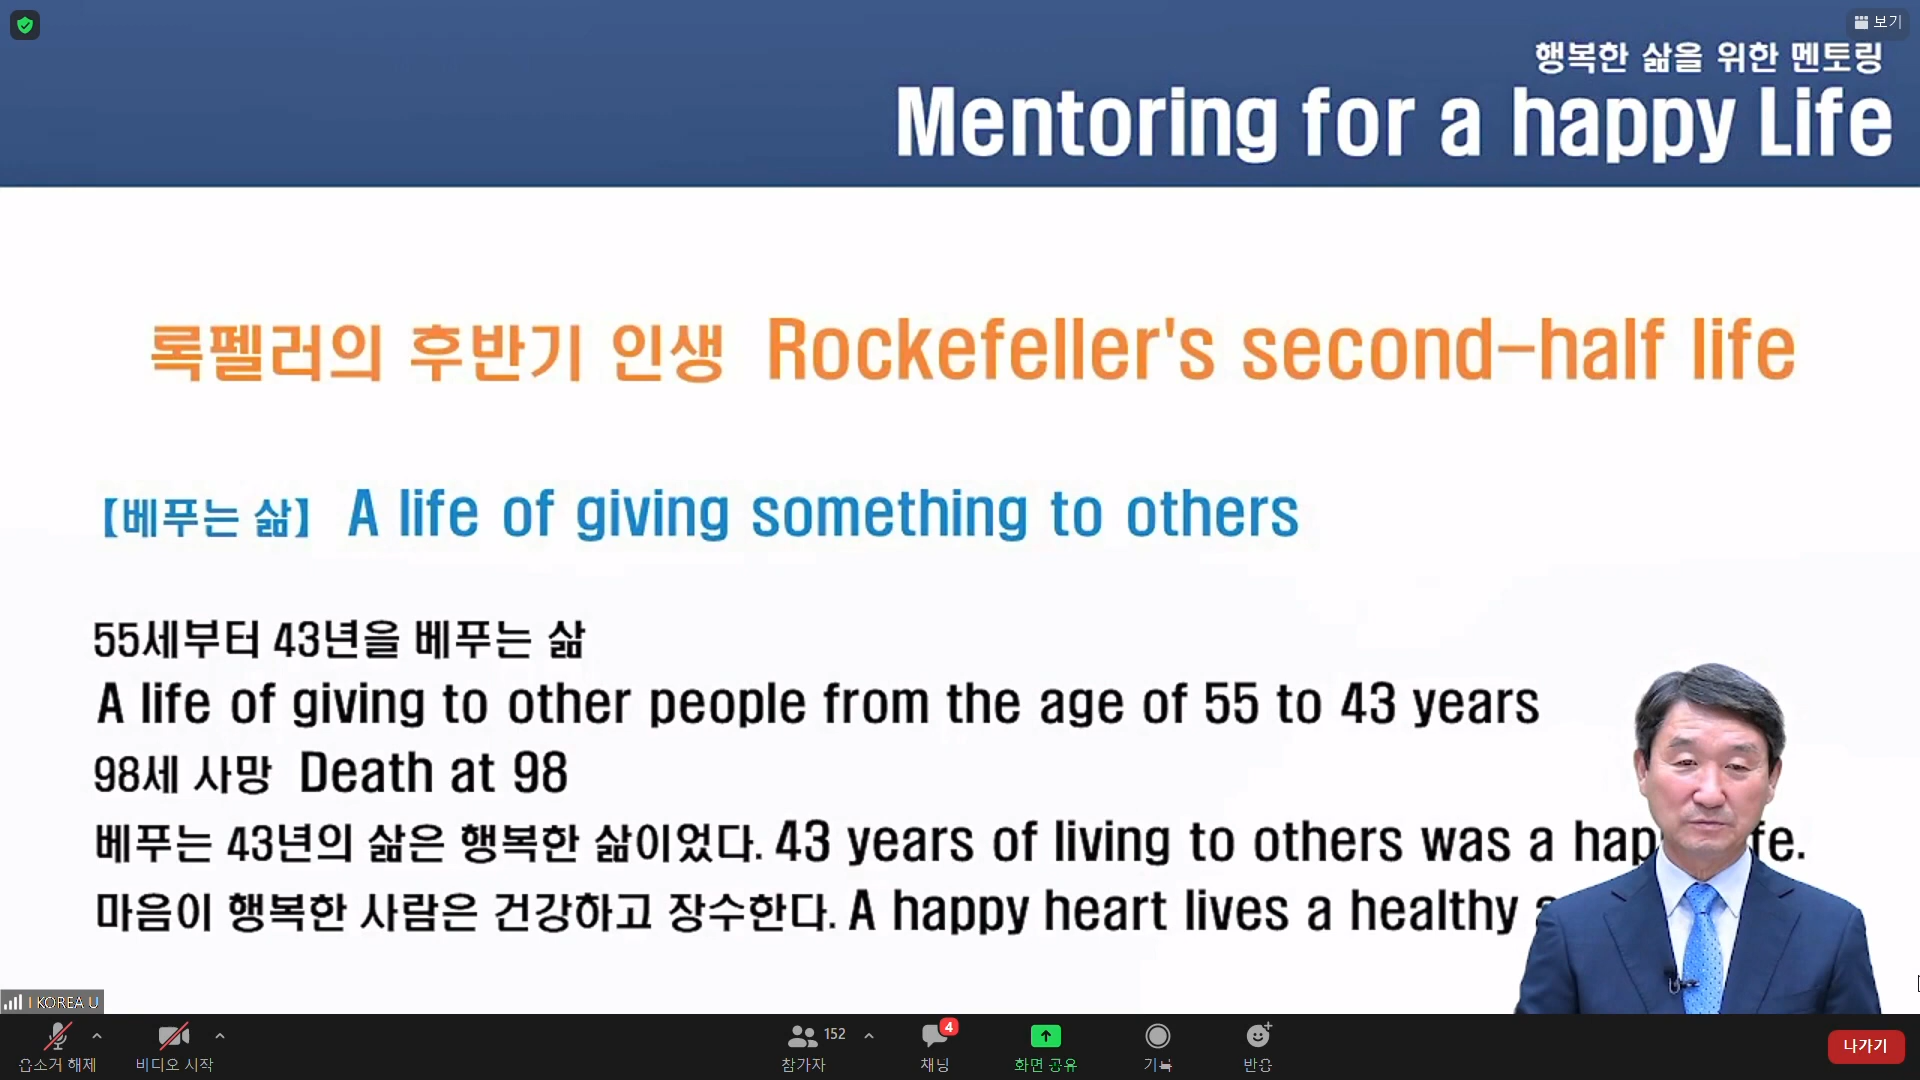 보기
행복한 삶을 위한 멘토링
Mentoring for a happy Life
록펠러의 후반기 인생 Rockefeller's second-half life
【베푸는 삶】 A life of giving something to others
55세부터 43년을 베푸는 삶
A life of giving to other people from the age of 55 to 43 years
98세 사망 Death at 98
베푸는 43년의 삶은 행복한 삶이었다. 43 years of living to others was a
마음이 행복한 사람은 건강하고 장수한다. A happy heart lives a healthy
I KOREA U
152 4
음소거 해제 비디오 시작 참가자 채팅 화면 공유 기록 반응 나가기